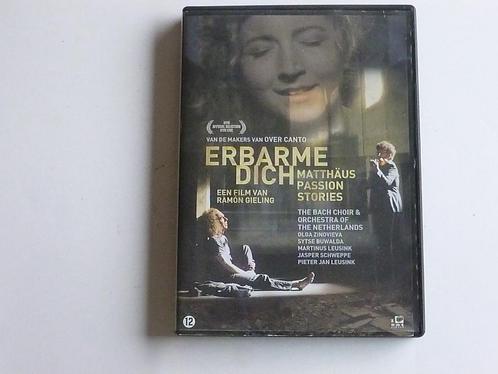 VAN DE MAKERS VAN OVER CANTO
ERBARME
DICH
MATTHÄUS
PASSION
STORIES
EEN FILM VAN
RAMÓN GIELING
THE BACH CHOIR &
ORCHESTRA OF
THE NETHERLANDS
OLGA ZINOVIEVA
SYTSE BUWALDA
MARTINUS LEUSINK
JASPER SCHWEPPE
PIETER JAN LEUSINK
12